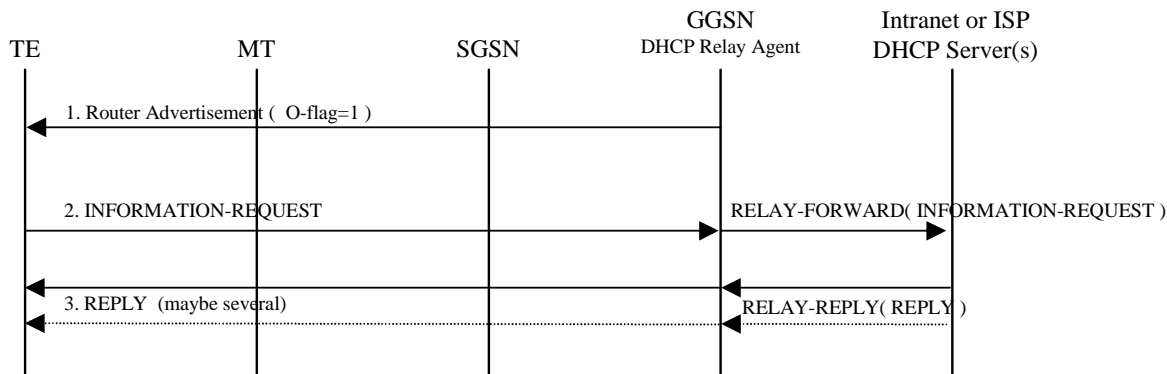 GGSN
Intranet or ISP
TE
MT
SGSN
DHCP Relay Agent
DHCP Server(s)
1. Router Advertisement ( O-flag=1 )
2. INFORMATION-REQUEST
RELAY-FORWARD( INFORMATION-REQUEST )
3. REPLY (maybe several)
RELAY-REPLY( REPLY )